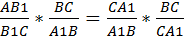 AB1/B1C * BC/A1B = CA1/A1B * BC/CA1